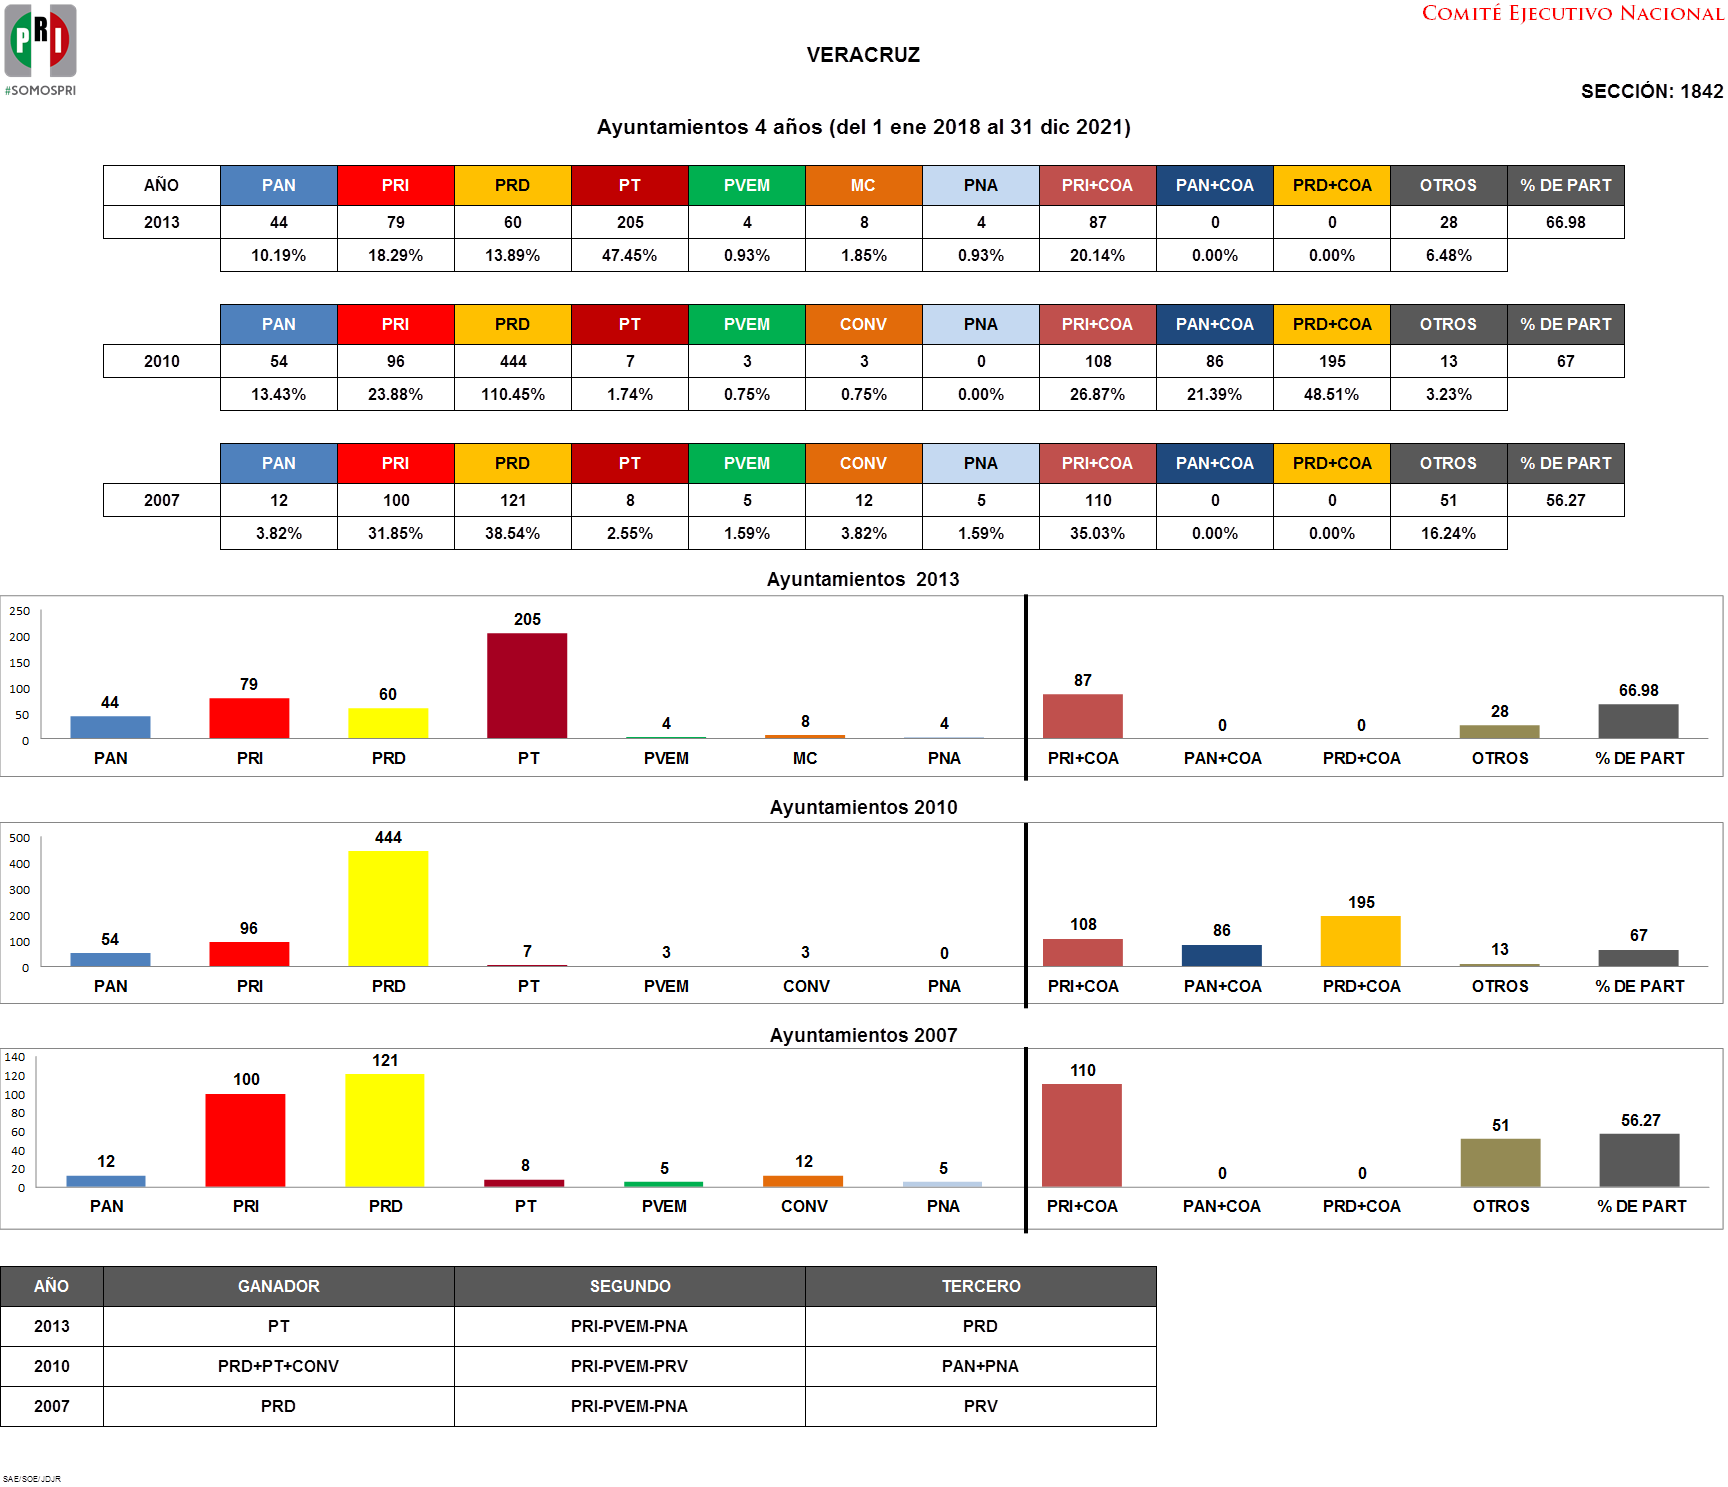 PRI
#SOMOSPRI
COMITÉ EJECUTIVO NACIONAL
VERACRUZ
SECCIÓN: 1842
Ayuntamientos 4 años (del 1 ene 2018 al 31 dic 2021)
AÑO PAN PRI PRD PT PVEM MC PNA PRI+COA PAN+COA PRD+COA OTROS % DE PART
2013 44 79 60 205 4 8 4 87 0 0 28 66.98
10.19% 18.29% 13.89% 47.45% 0.93% 1.85% 0.93% 20.14% 0.00% 0.00% 6.48%
PAN PRI PRD PT PVEM CONV PNA PRI+COA PAN+COA PRD+COA OTROS % DE PART
2010 54 96 444 7 3 3 0 108 86 195 13 67
13.43% 23.88% 110.45% 1.74% 0.75% 0.75% 0.00% 26.87% 21.39% 48.51% 3.23%
PAN PRI PRD PT PVEM CONV PNA PRI+COA PAN+COA PRD+COA OTROS % DE PART
2007 12 100 121 8 5 12 5 110 0 0 51 56.27
3.82% 31.85% 38.54% 2.55% 1.59% 3.82% 1.59% 35.03% 0.00% 0.00% 16.24%
Ayuntamientos 2013
250
200
150
100
50
0
44 79 60 205 4 8 4 87 0 0 28 66.98
PAN PRI PRD PT PVEM MC PNA PRI+COA PAN+COA PRD+COA OTROS % DE PART
Ayuntamientos 2010
500
400
300
200
100
0
54 96 444 7 3 3 0 108 86 195 13 67
PAN PRI PRD PT PVEM CONV PNA PRI+COA PAN+COA PRD+COA OTROS % DE PART
Ayuntamientos 2007
140
120
100
80
60
40
20
0
12 100 121 8 5 12 5 110 0 0 51 56.27
PAN PRI PRD PT PVEM CONV PNA PRI+COA PAN+COA PRD+COA OTROS % DE PART
AÑO GANADOR SEGUNDO TERCERO
2013 PT PRI-PVEM-PNA PRD
2010 PRD+PT+CONV PRI-PVEM-PRV PAN+PNA
2007 PRD PRI-PVEM-PNA PRV
SAE/SOE/JDJR